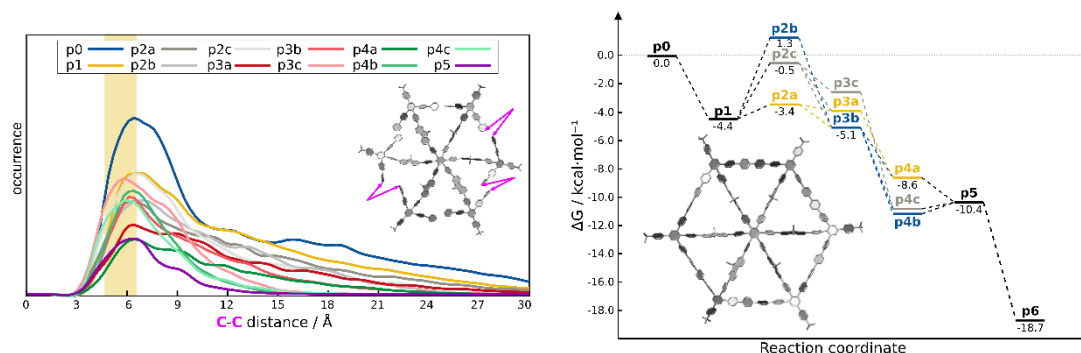 p0 p2a p2c p3b p4a p4c
p1 p2b p3a p3c p4b p5
occurrence
0 3 6 9 12 15 18 21 24 27 30
C-C distance / Å
ΔG / kcal·mol⁻¹
0.0
-2.0
-4.0
-6.0
-8.0
-10.0
-12.0
-14.0
-16.0
-18.0
p0
0.0
p1
-4.4
p2b
1.3
p2c
-0.5
p2a
-3.4
p3c
p3a
p3b
-5.1
p4a
-8.6
p4c
p4b
p5
-10.4
p6
-18.7
Reaction coordinate